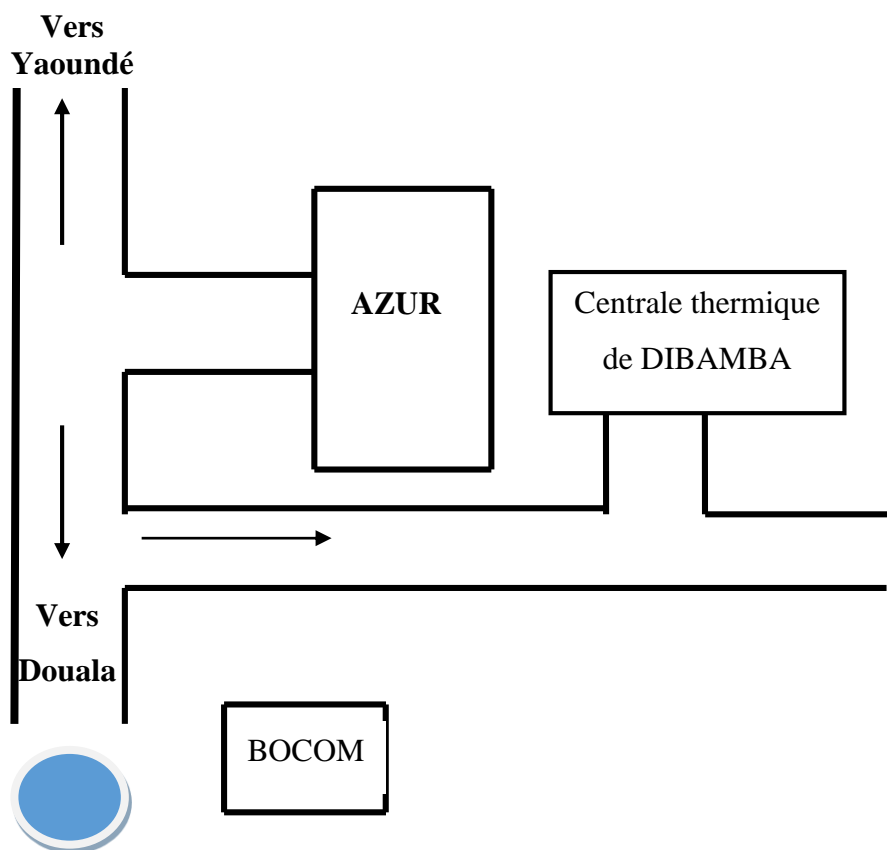 Vers
Yaoundé
AZUR
Centrale thermique
de DIBAMBA
Vers
Douala
BOCOM